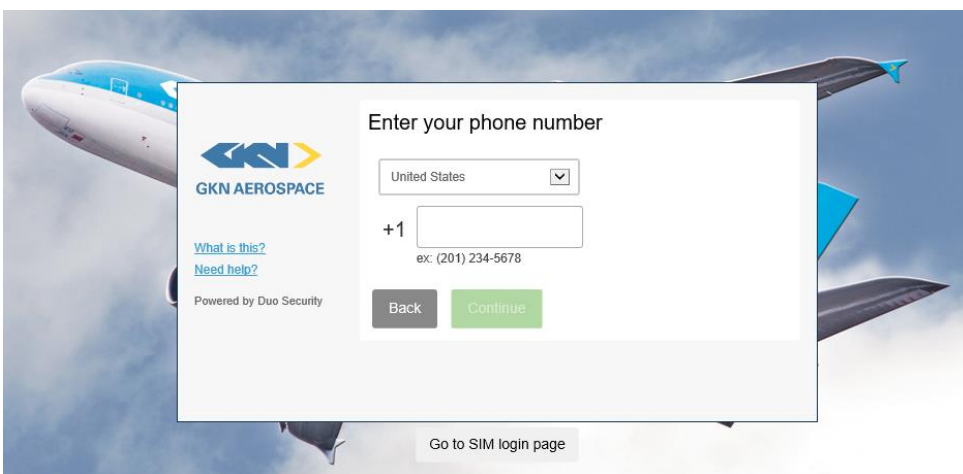 GKN AEROSPACE
What is this?
Need help?
Powered by Duo Security
Enter your phone number
United States
+1
ex: (201) 234-5678
Back
Continue
Go to SIM login page